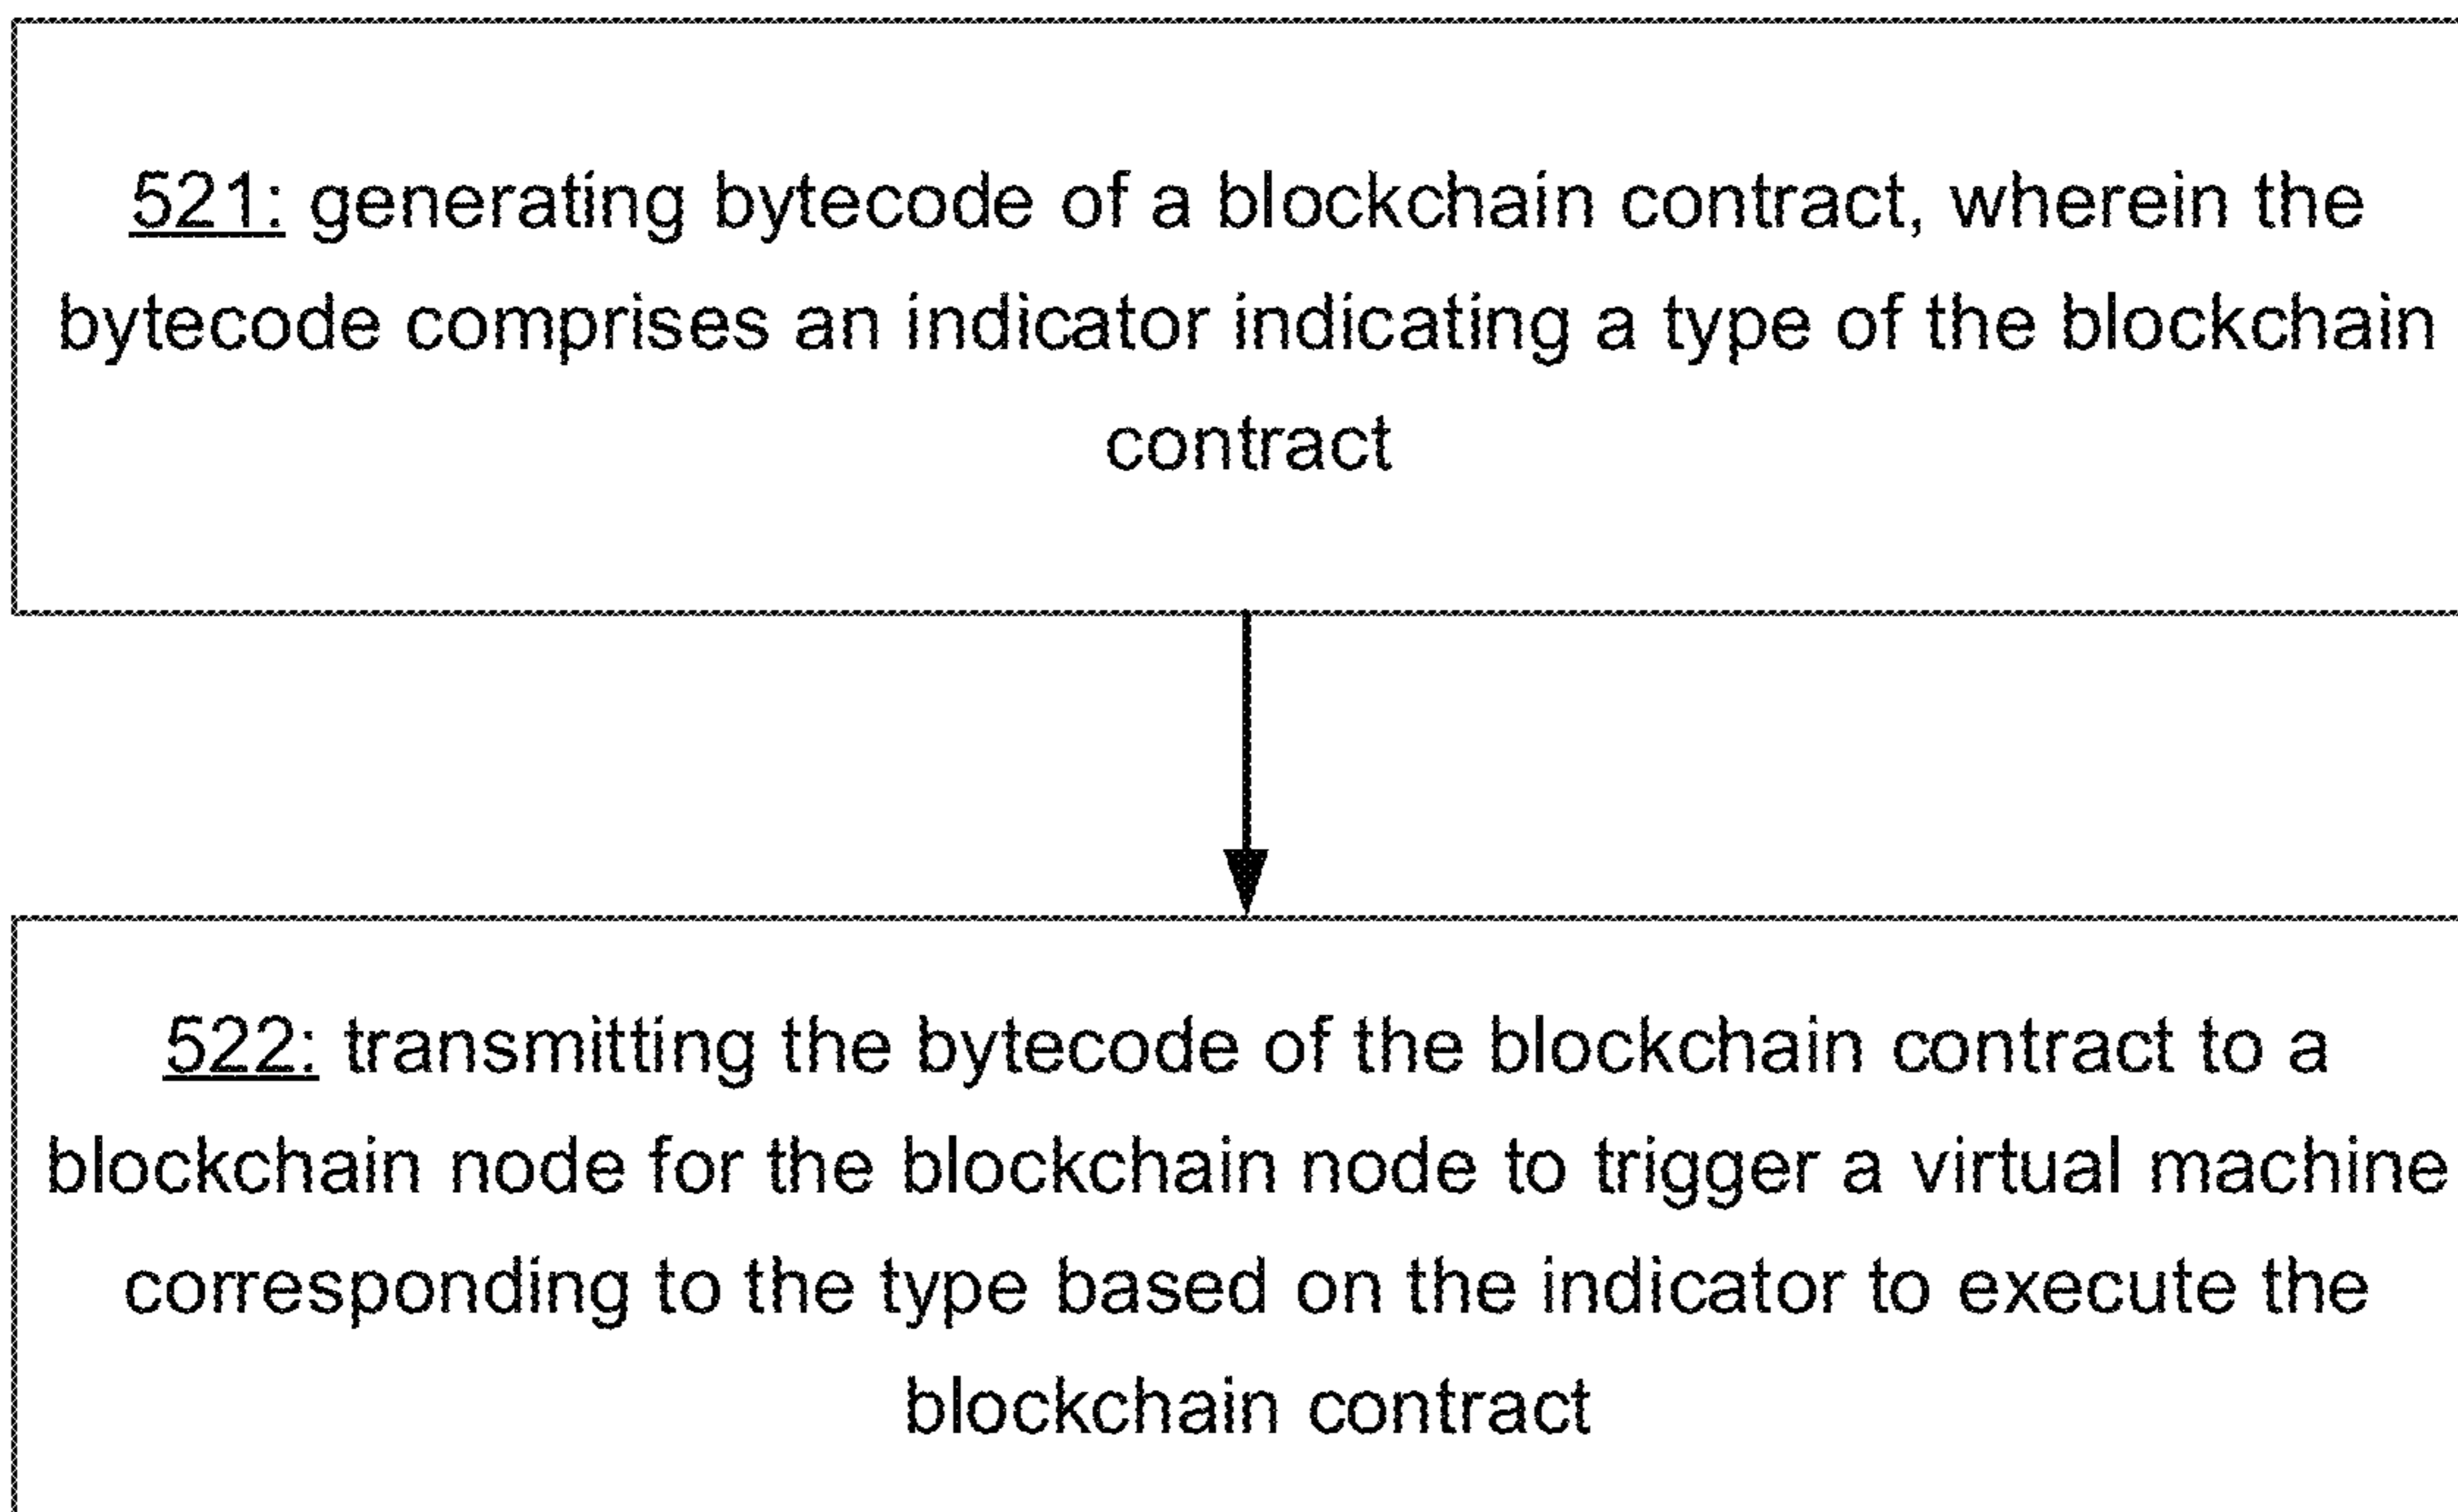 521: generating bytecode of a blockchain contract, wherein the
bytecode comprises an indicator indicating a type of the blockchain
contract
522: transmitting the bytecode of the blockchain contract to a
blockchain node for the blockchain node to trigger a virtual machine
corresponding to the type based on the indicator to execute the
blockchain contract